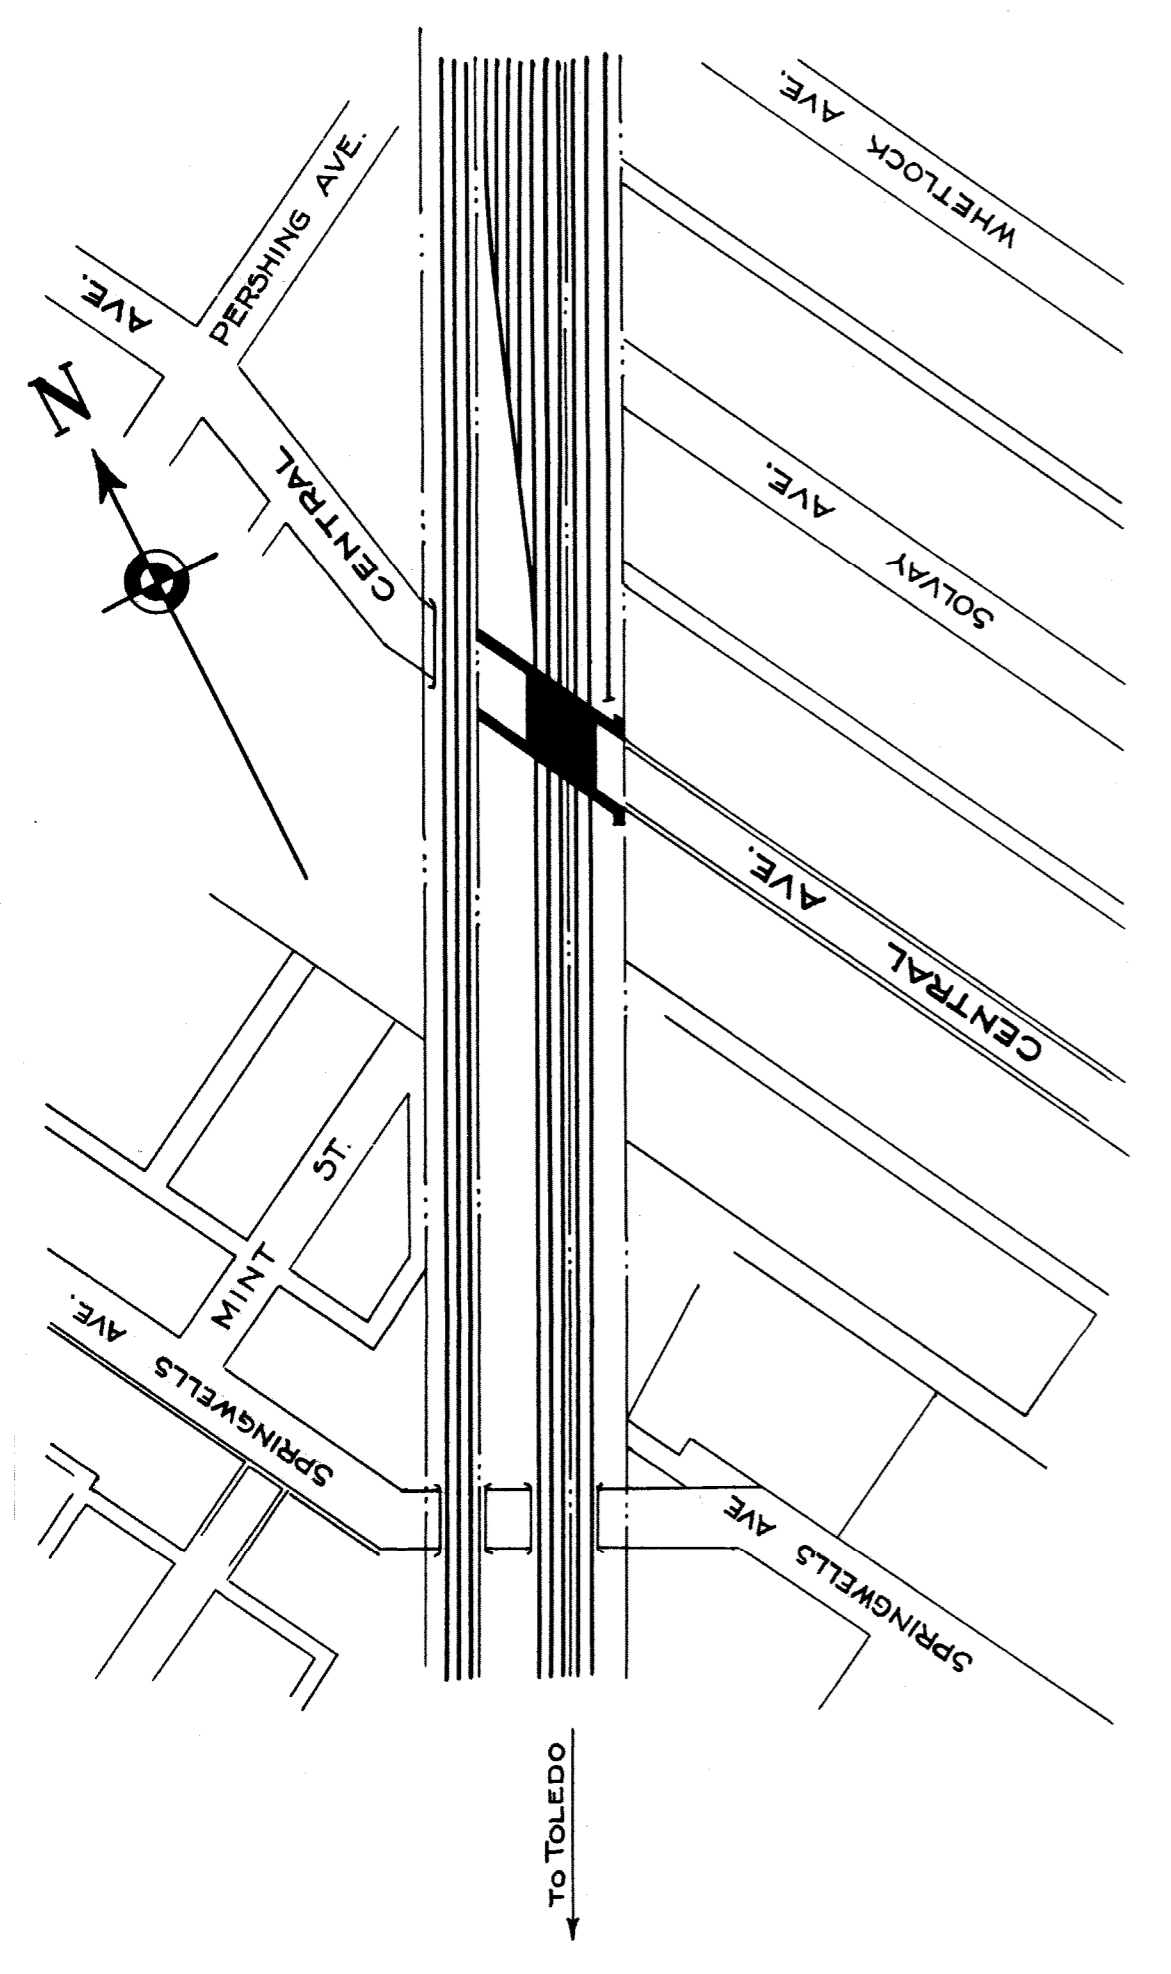 WHETLOCK AVE.
PERSHING AVE.
CENTRAL AVE.
N
SOLVAY AVE.
CENTRAL AVE.
MINT ST.
SPRINGWELLS AVE.
SPRINGWELLS AVE
TO TOLEDO